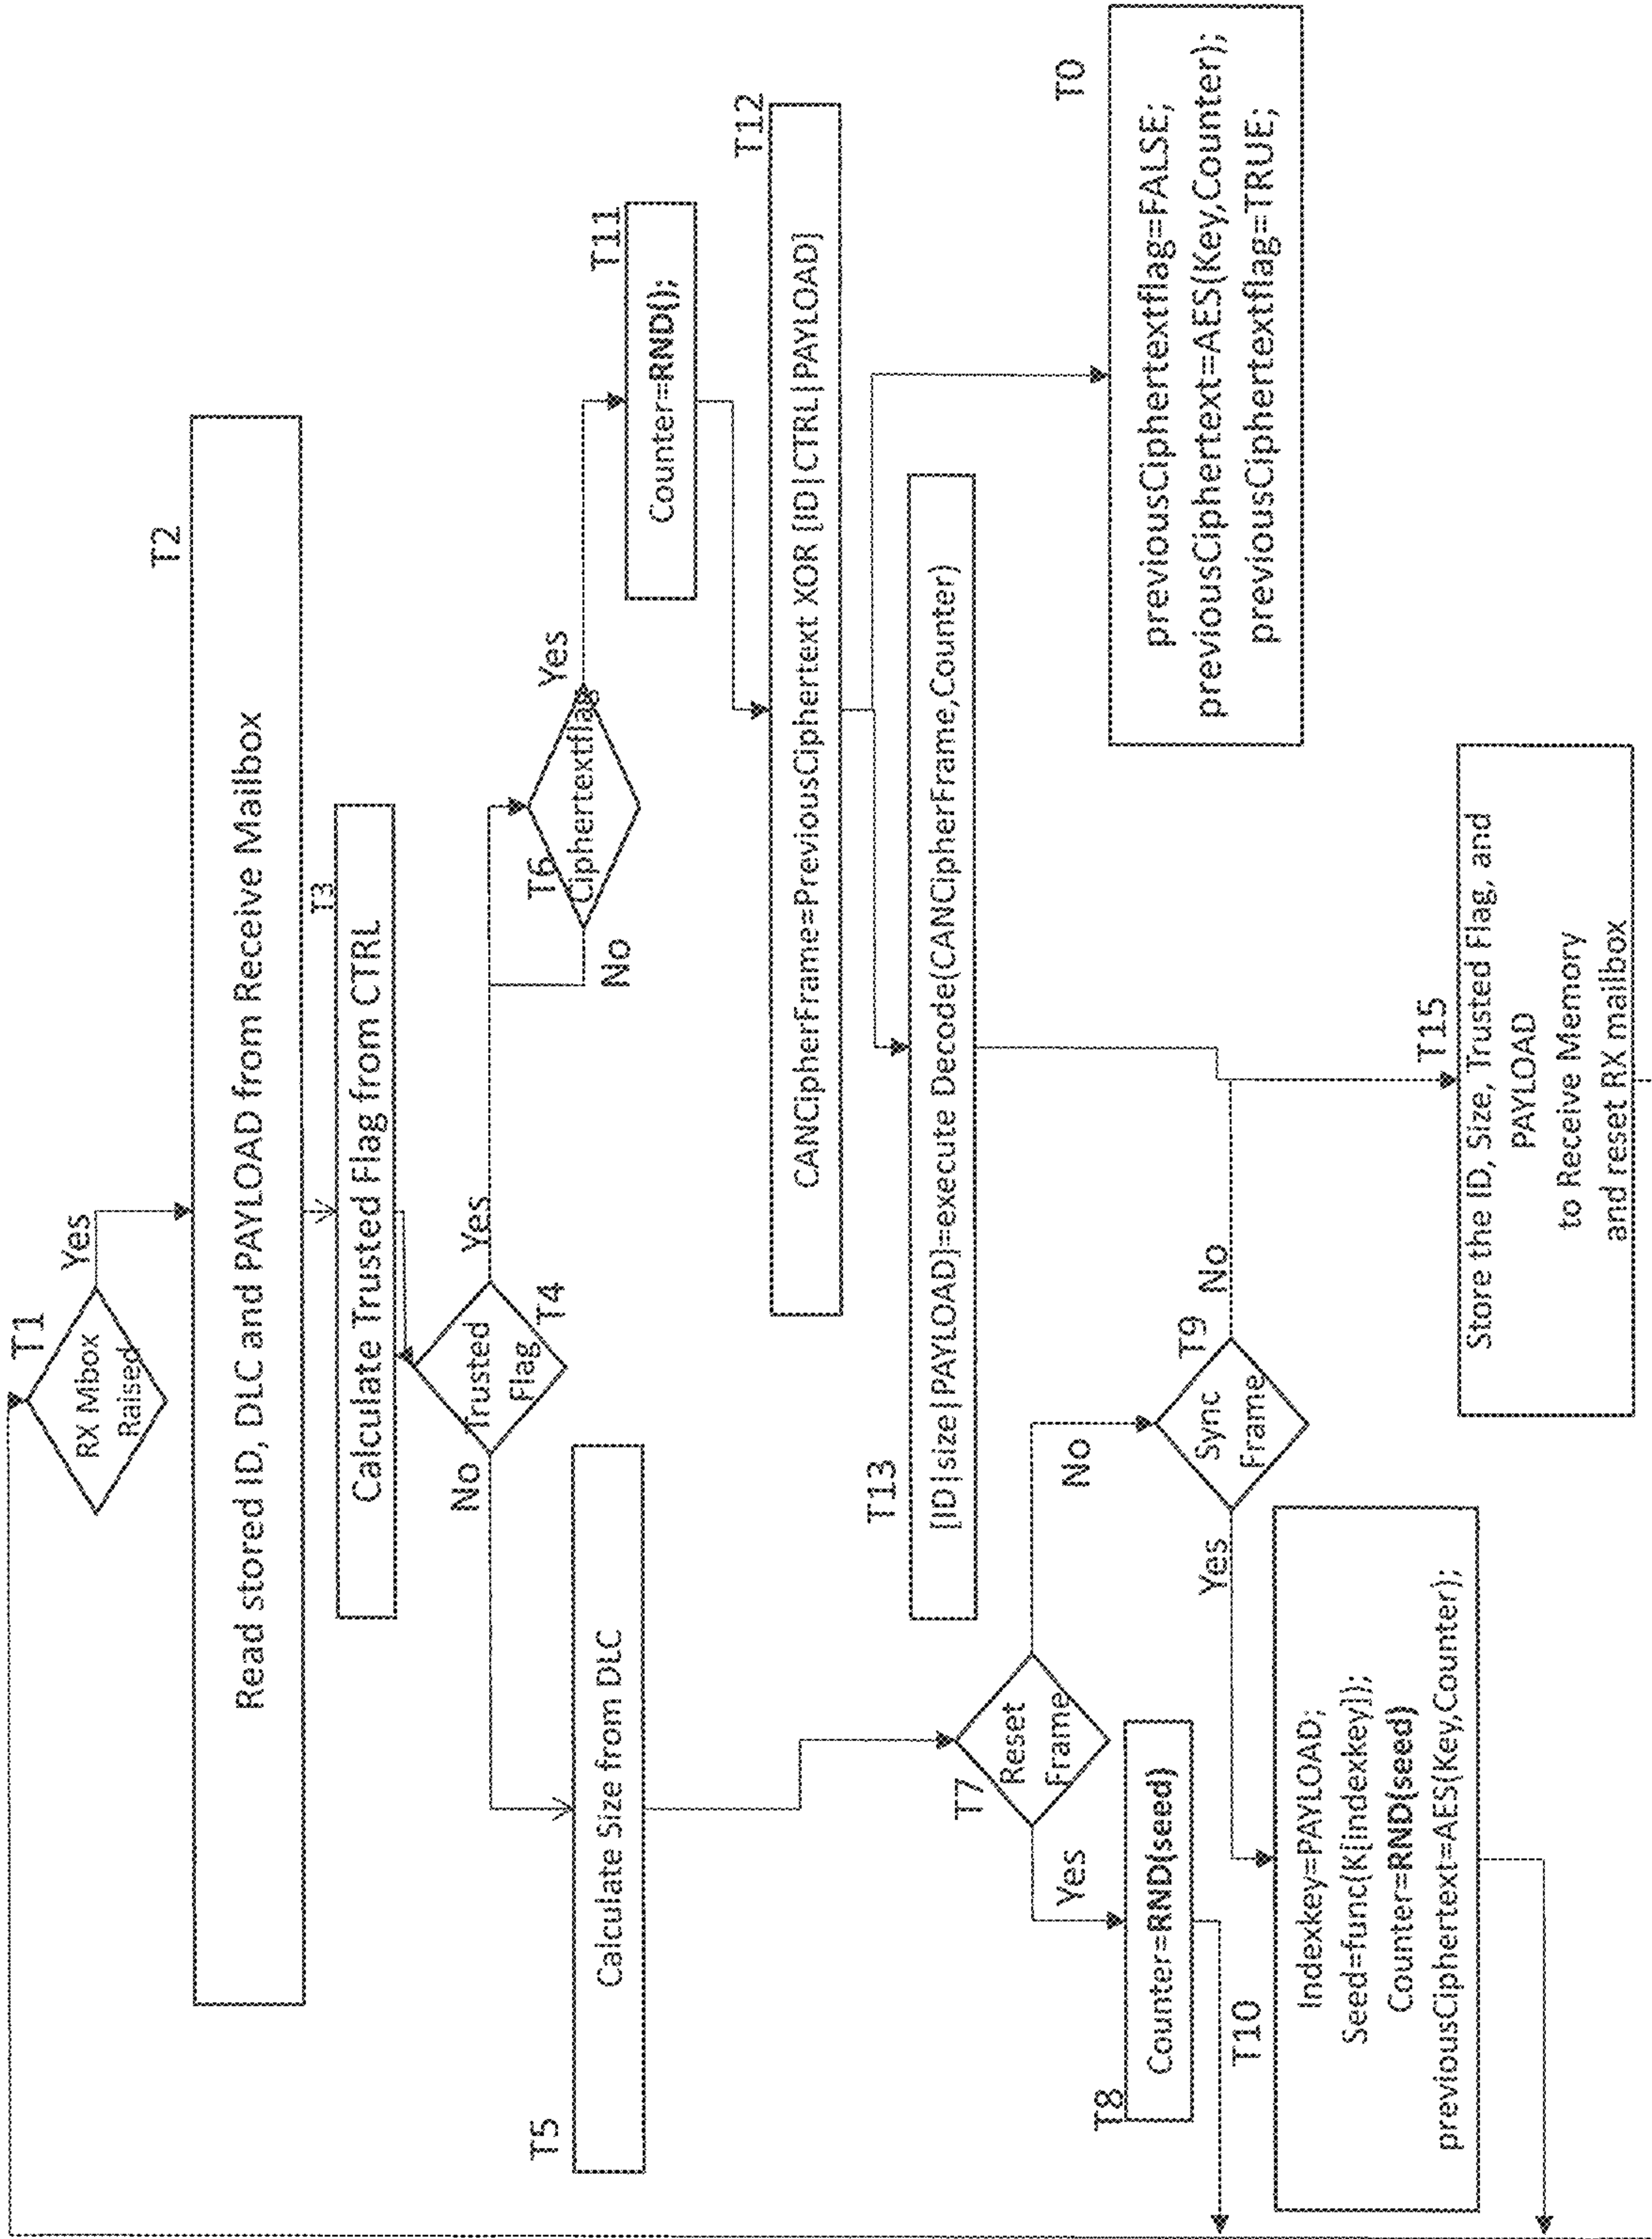 T1
RX Mbox
Raised
Yes
T2
Read stored ID, DLC and PAYLOAD from Receive Mailbox
T3
Calculate Trusted Flag from CTRL
Trusted
Flag
T4
No
Yes
T5
Calculate Size from DLC
T6
Ciphertextflag
Yes
No
T11
Counter=RND();
T12
CANCipherFrame=PreviousCiphertext XOR [ID|CTRL|PAYLOAD]
T13
[ID|size|PAYLOAD]=execute Decode(CANCipherFrame,Counter)
T0
previousCiphertextflag=FALSE;
previousCiphertext=AES(Key,Counter);
previousCiphertextflag=TRUE;
T7
Reset
Frame
Yes
No
T8
Counter=RND(seed)
T9
Sync
Frame
Yes
No
T10
Indexkey=PAYLOAD;
Seed=func(K[indexkey]);
Counter=RND(seed)
previousCiphertext=AES(Key,Counter);
T15
Store the ID, Size, Trusted Flag, and
PAYLOAD
to Receive Memory
and reset RX mailbox